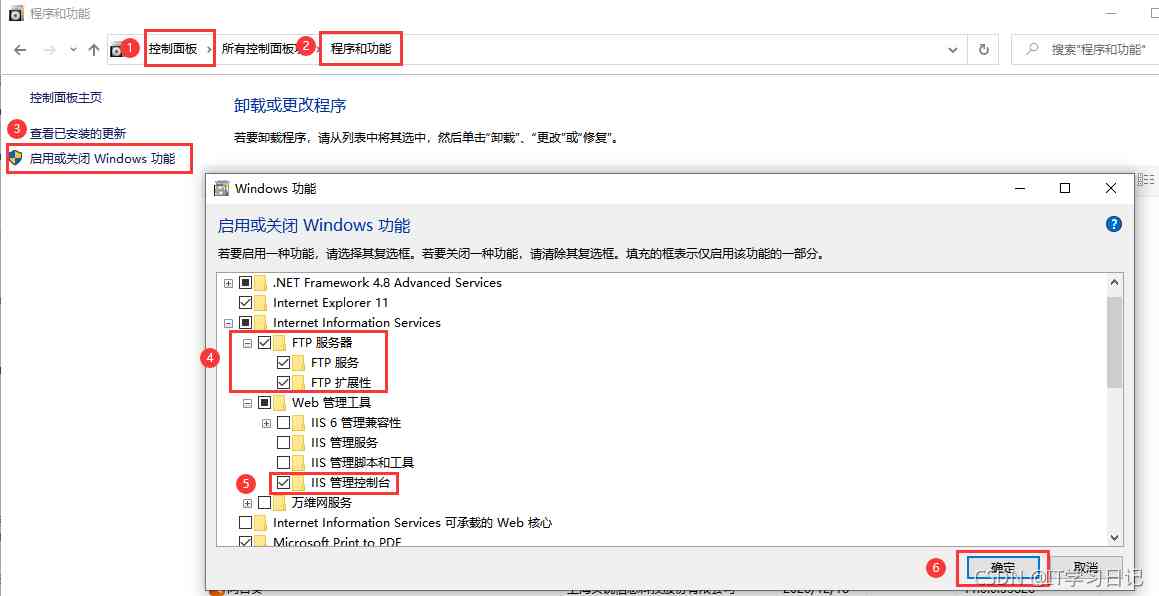 程序和功能
1 控制面板 > 所有控制面板项 2 程序和功能
搜索"程序和功能"
控制面板主页
3 查看已安装的更新
启用或关闭 Windows 功能
卸载或更改程序
若要卸载程序，请从列表中将其选中，然后单击“卸载”、“更改”或“修复”。
Windows 功能
启用或关闭 Windows 功能
若要启用一种功能，请选择其复选框。若要关闭一种功能，请清除其复选框。填充的框表示仅启用该功能的一部分。
.NET Framework 4.8 Advanced Services
Internet Explorer 11
Internet Information Services
FTP 服务器
4 FTP 服务
FTP 扩展性
Web 管理工具
IIS 6 管理兼容性
IIS 管理服务
IIS 管理脚本和工具
5 IIS 管理控制台
万维网服务
Internet Information Services 可承载的 Web 核心
Microsoft Print to PDF
6 确定 取消
CSDN @IT学习日记